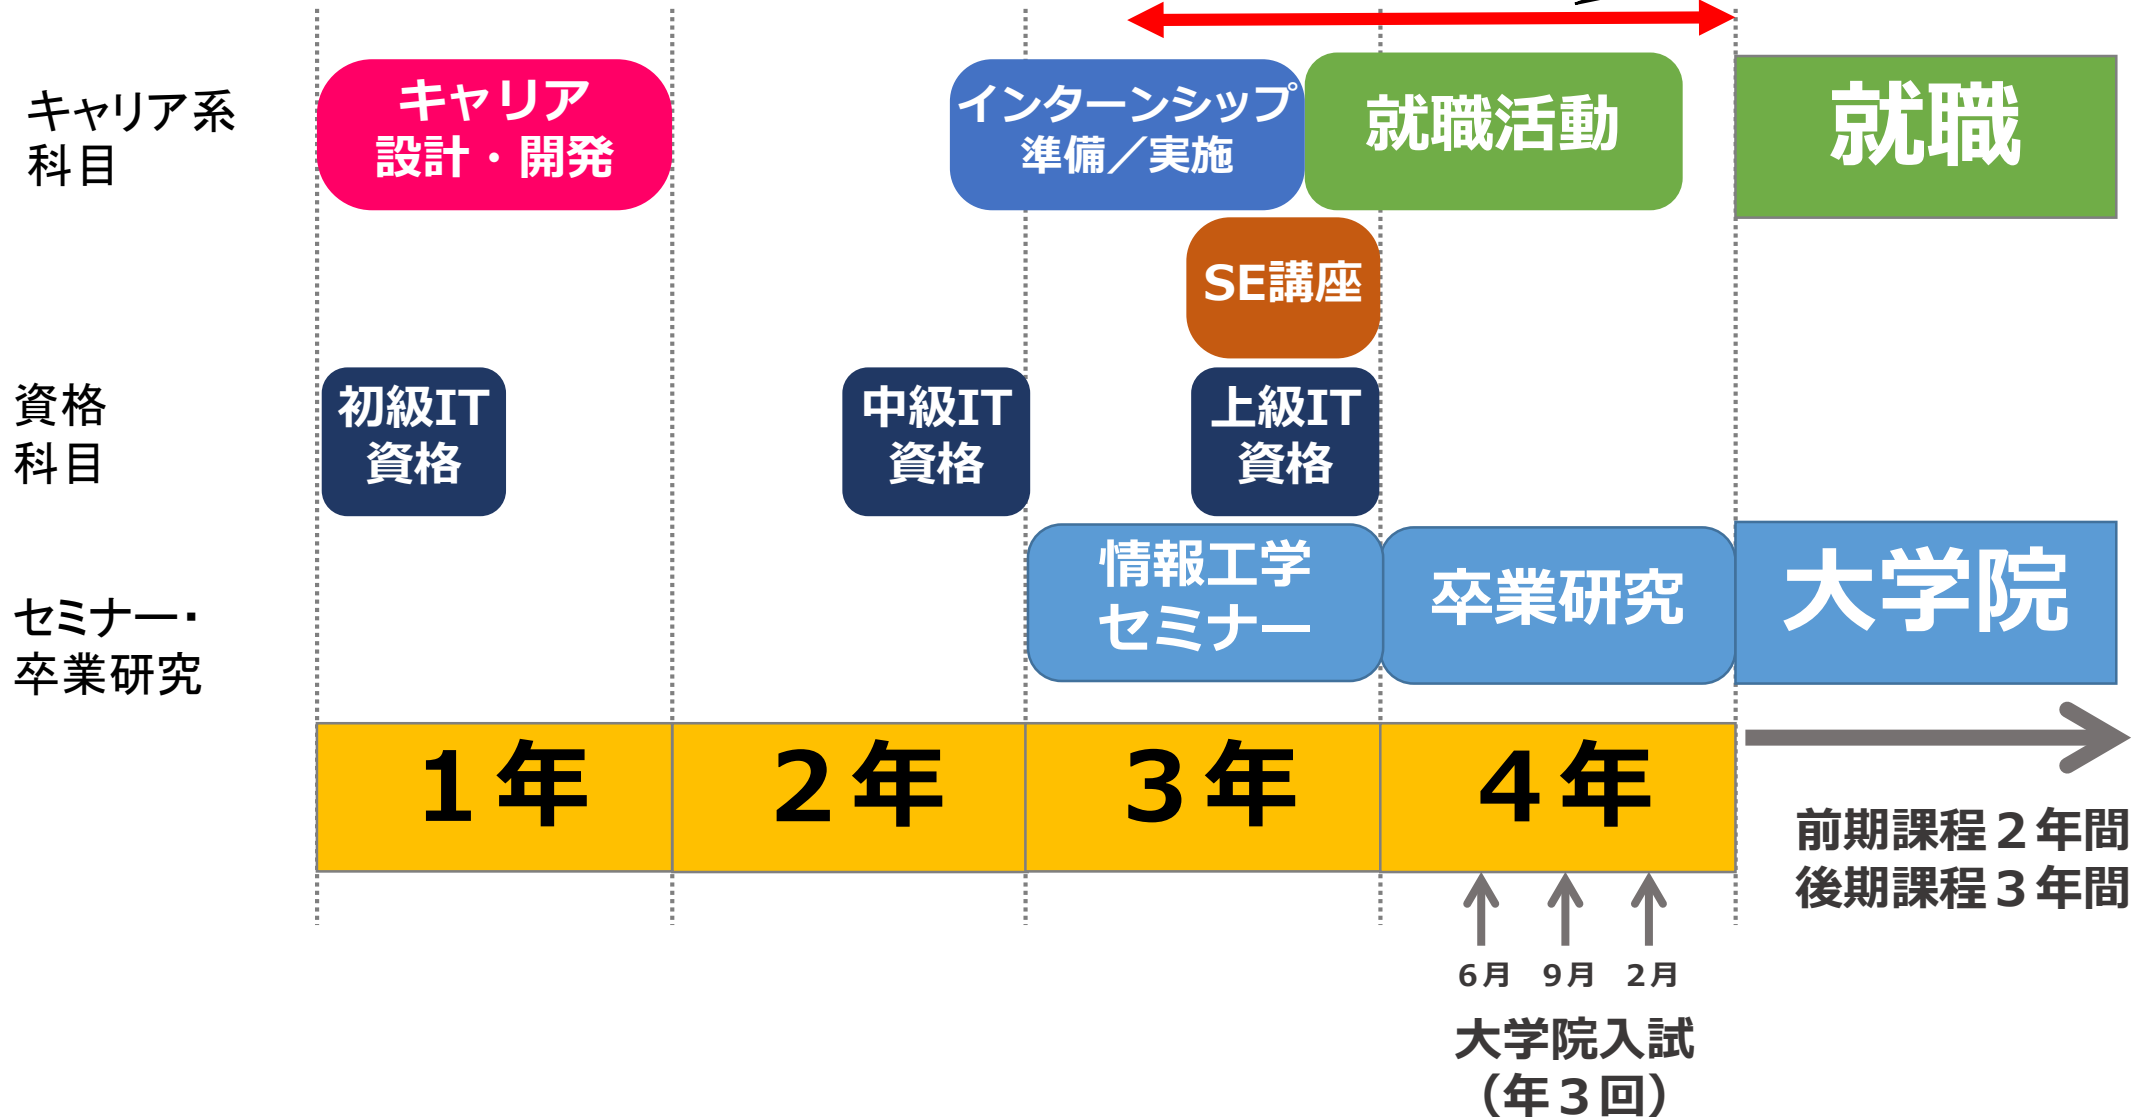 キャリア系
科目
キャリア
設計・開発
インターンシップ
準備／実施
就職活動
就職
SE講座
資格
科目
初級IT
資格
中級IT
資格
上級IT
資格
セミナー・
卒業研究
情報工学
セミナー
卒業研究
大学院
１年
２年
３年
４年
前期課程２年間
後期課程３年間
６月
９月
２月
大学院入試
（年３回）